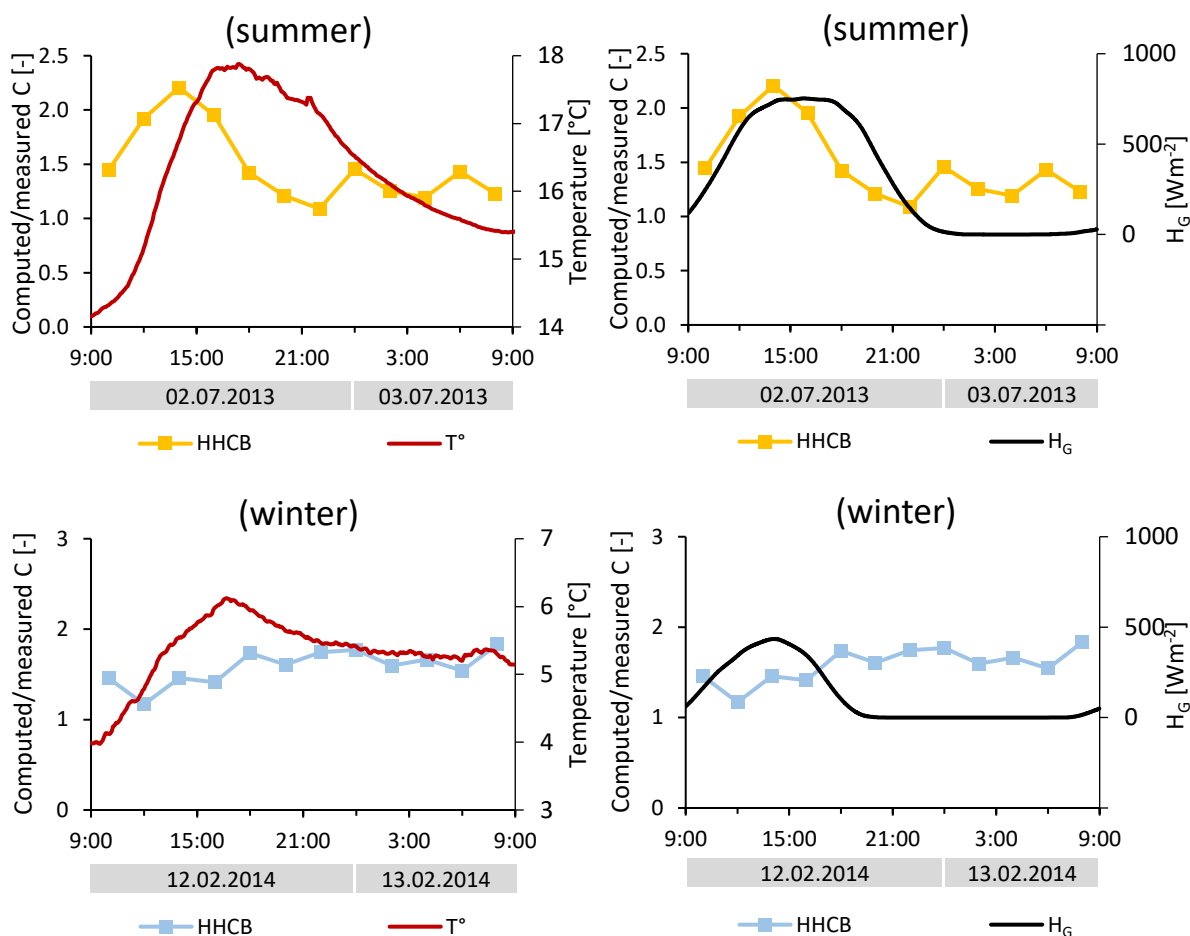 (summer)
Computed/measured C [-]
2.5
2.0
1.5
1.0
0.5
0.0
18
17
16
15
14
Temperature [°C]
9:00 15:00 21:00 3:00 9:00
02.07.2013 03.07.2013
HHCB T°
(summer)
Computed/measured C [-]
2.5
2.0
1.5
1.0
0.5
0.0
1000
500
0
H_G [Wm⁻²]
9:00 15:00 21:00 3:00 9:00
02.07.2013 03.07.2013
HHCB H_G
(winter)
Computed/measured C [-]
3
2
1
0
7
6
5
4
3
Temperature [°C]
9:00 15:00 21:00 3:00 9:00
12.02.2014 13.02.2014
HHCB T°
(winter)
Computed/measured C [-]
3
2
1
0
1000
500
0
H_G [Wm⁻²]
9:00 15:00 21:00 3:00 9:00
12.02.2014 13.02.2014
HHCB H_G